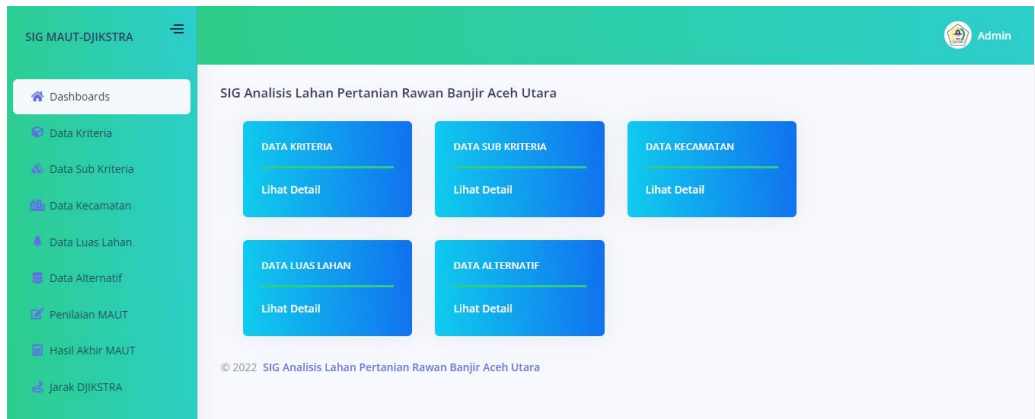 SIG MAUT-DJIKSTRA
Admin
Dashboards
Data Kriteria
Data Sub Kriteria
Data Kecamatan
Data Luas Lahan
Data Alternatif
Penilaian MAUT
Hasil Akhir MAUT
Jarak DJIKSTRA
SIG Analisis Lahan Pertanian Rawan Banjir Aceh Utara
DATA KRITERIA
Lihat Detail
DATA SUB KRITERIA
Lihat Detail
DATA KECAMATAN
Lihat Detail
DATA LUAS LAHAN
Lihat Detail
DATA ALTERNATIF
Lihat Detail
© 2022 SIG Analisis Lahan Pertanian Rawan Banjir Aceh Utara